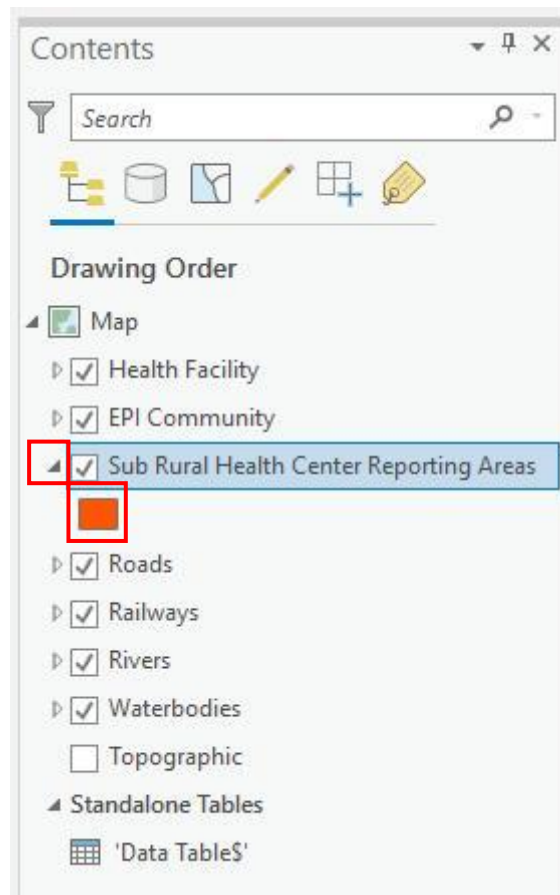 Contents
Search
Drawing Order
Map
Health Facility
EPI Community
Sub Rural Health Center Reporting Areas
Roads
Railways
Rivers
Waterbodies
Topographic
Standalone Tables
'Data Table$'